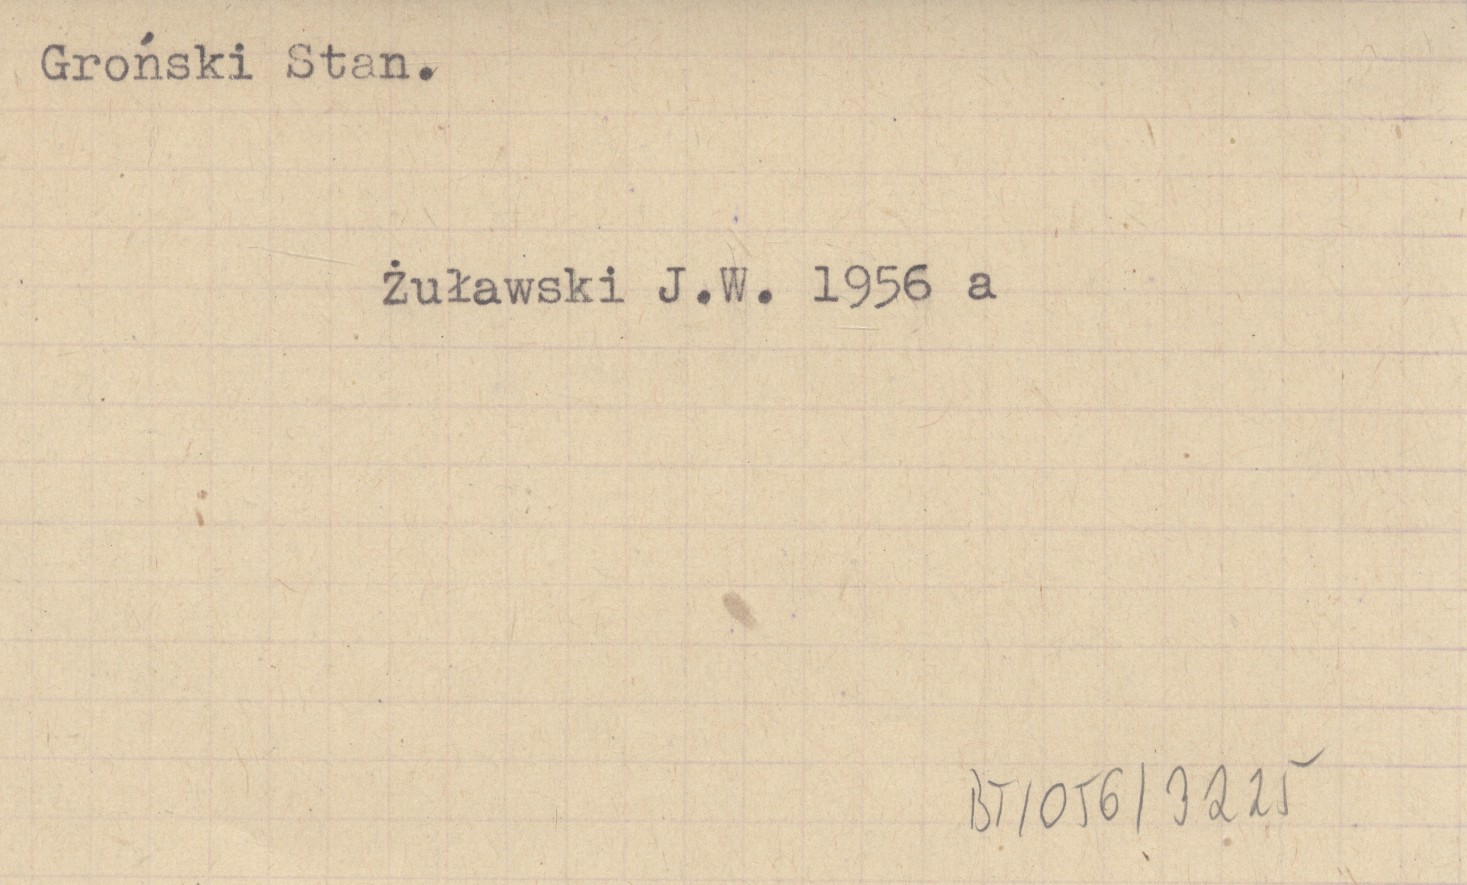 Groński Stan.
Żuławski J.W. 1956 a
BT/056/3225